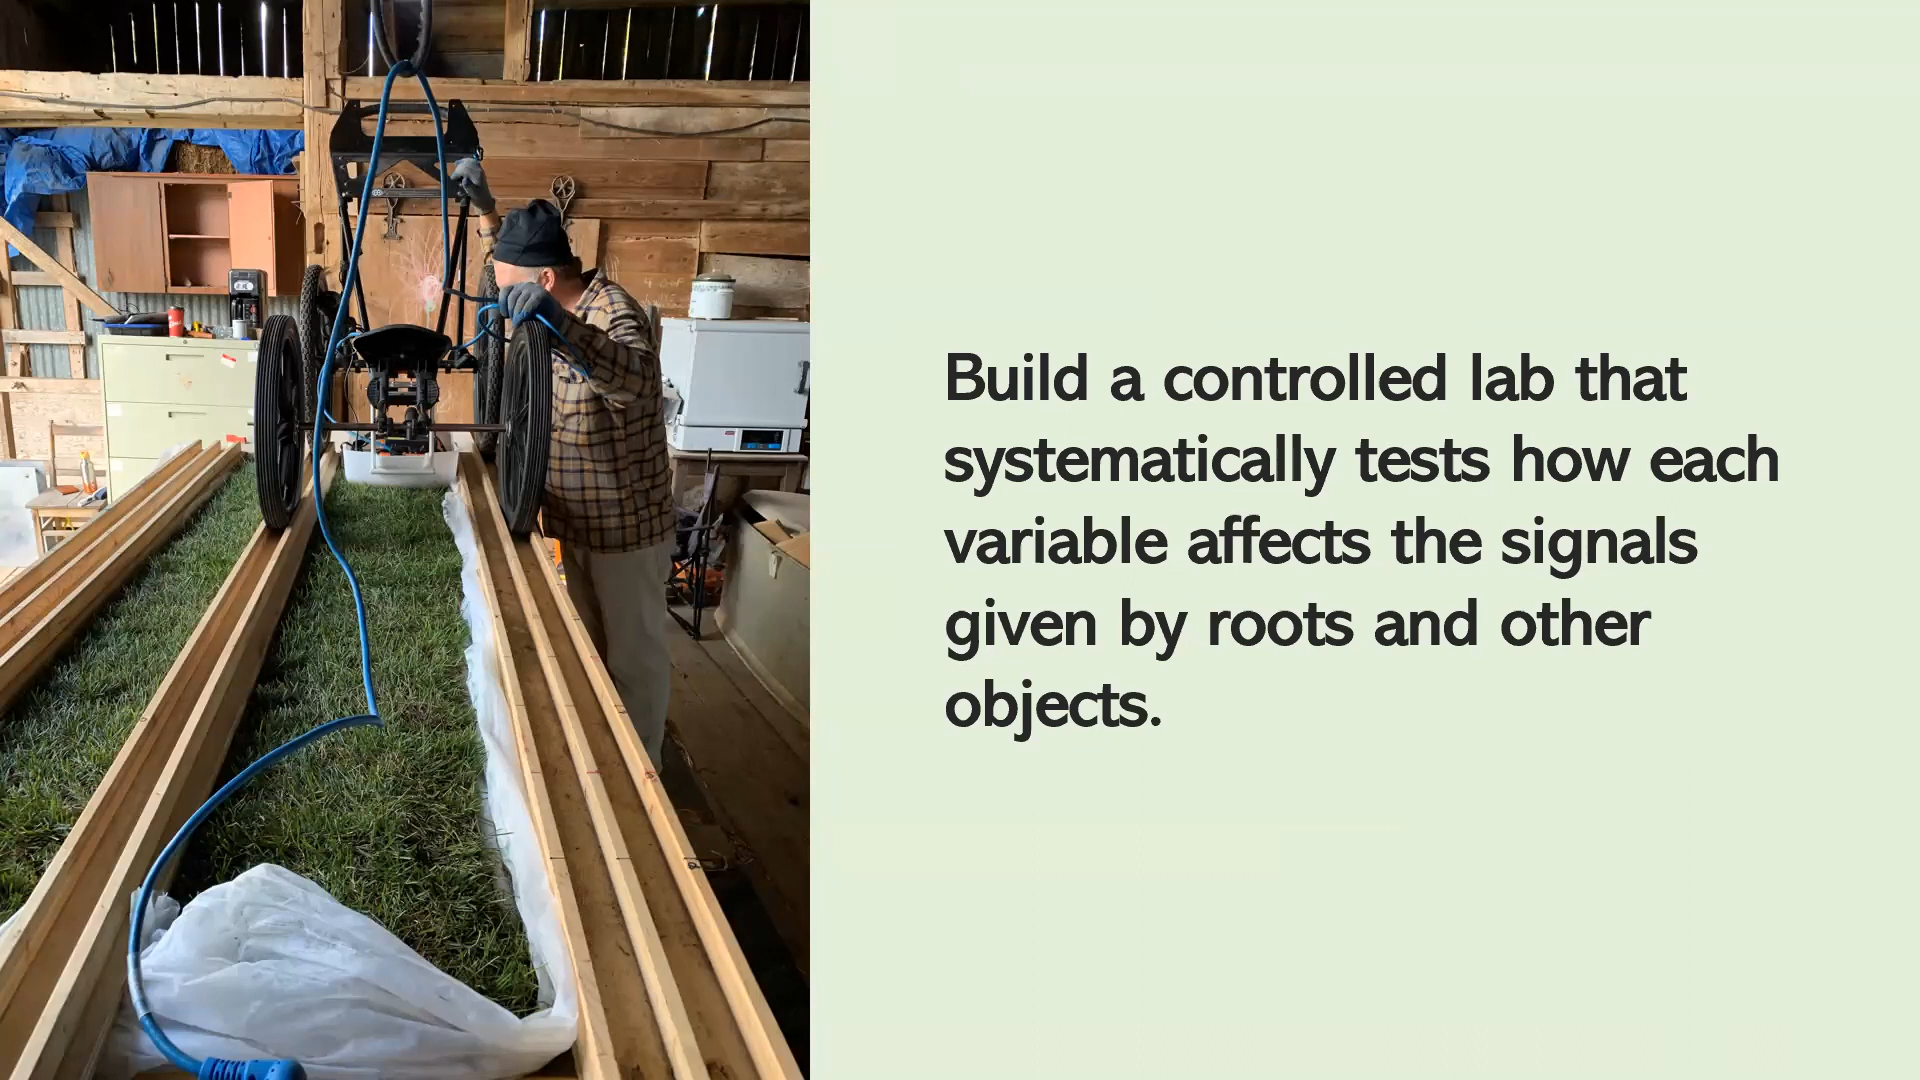 Build a controlled lab that
systematically tests how each
variable affects the signals
given by roots and other
objects.